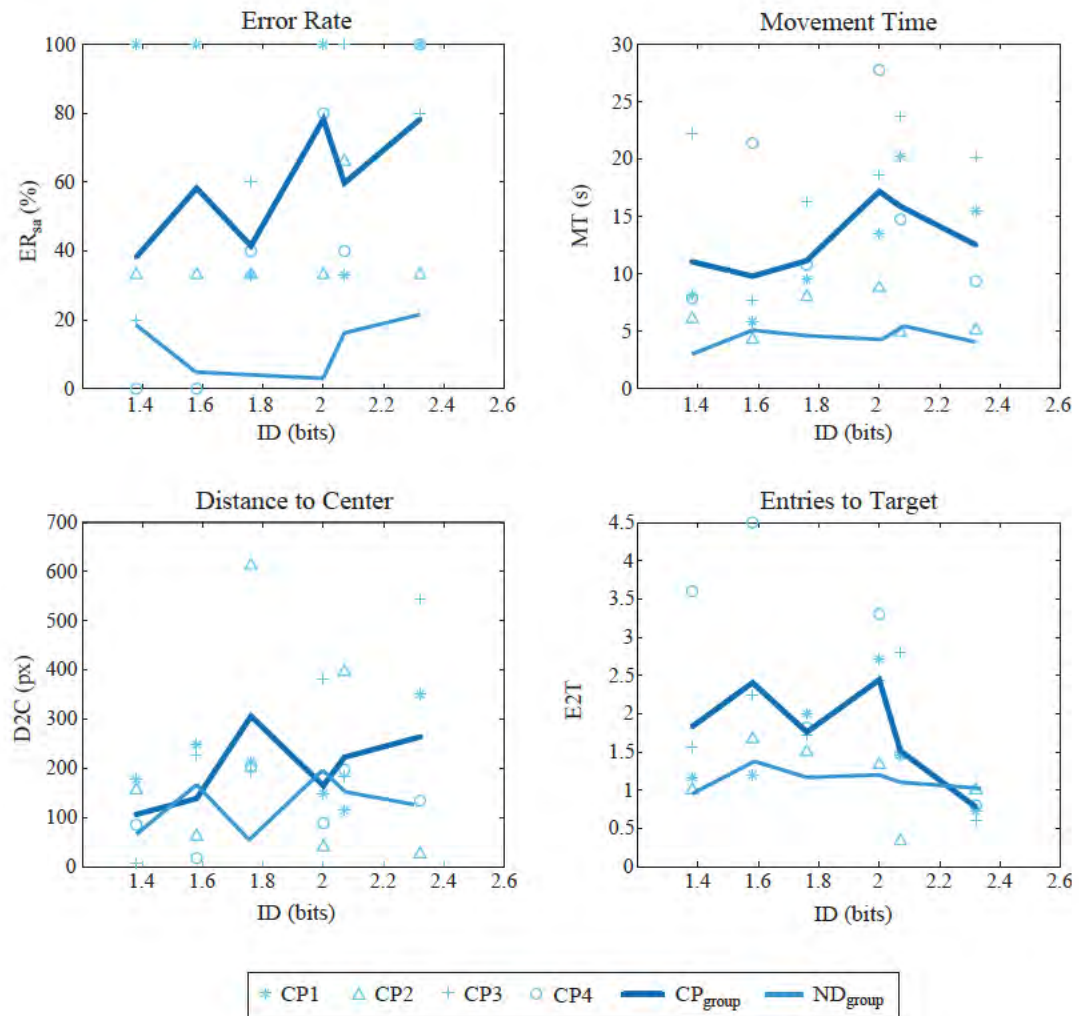 Error Rate
100
80
60
40
20
0
ER_sa (%)
1.4 1.6 1.8 2 2.2 2.4 2.6
ID (bits)
Movement Time
30
25
20
15
10
5
0
MT (s)
1.4 1.6 1.8 2 2.2 2.4 2.6
ID (bits)
Distance to Center
700
600
500
400
300
200
100
0
D2C (px)
1.4 1.6 1.8 2 2.2 2.4 2.6
ID (bits)
Entries to Target
4.5
4
3.5
3
2.5
2
1.5
1
0.5
0
E2T
1.4 1.6 1.8 2 2.2 2.4 2.6
ID (bits)
CP1 CP2 CP3 CP4 CP_group ND_group